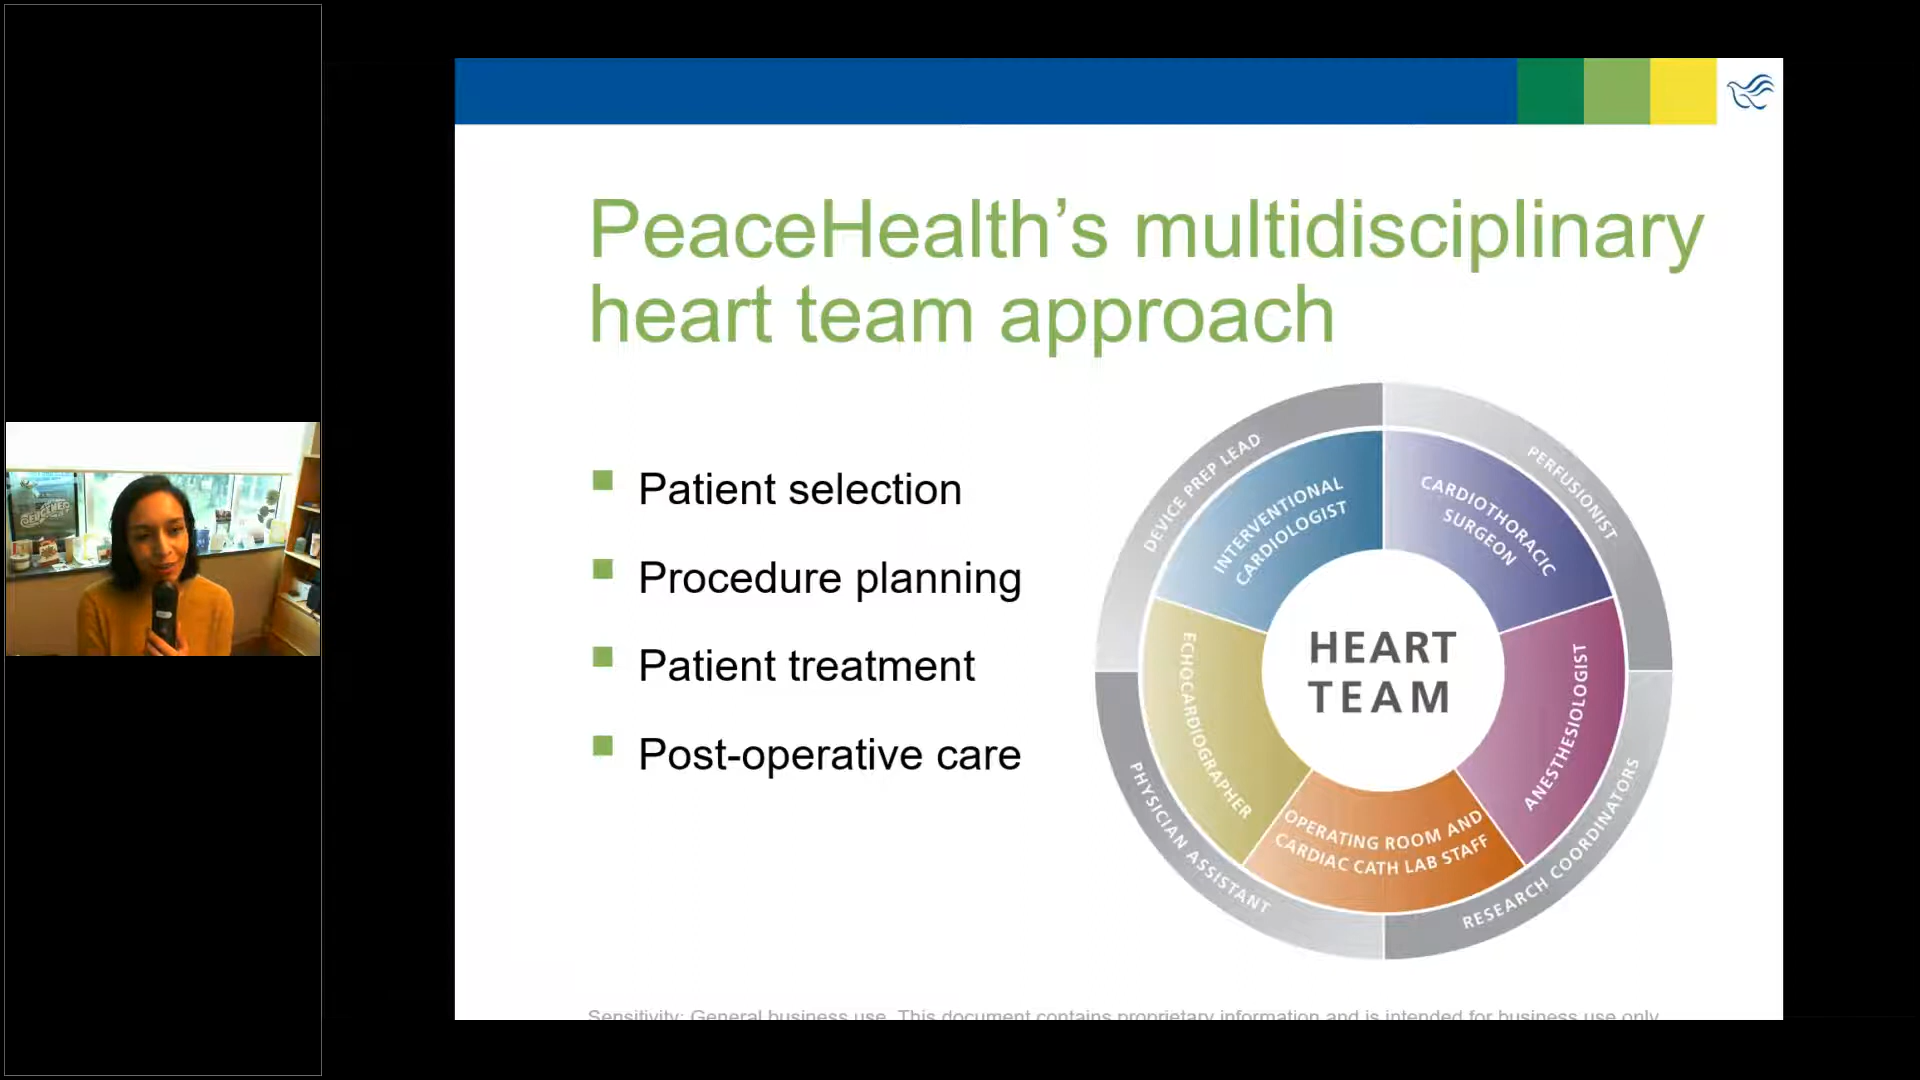 PeaceHealth’s multidisciplinary
heart team approach
Patient selection
Procedure planning
Patient treatment
Post-operative care
DEVICE PREP LEAD
PERFUSIONIST
INTERVENTIONAL
CARDIOLOGIST
CARDIOTHORACIC
SURGEON
HEART
TEAM
ECHOCARDIOGRAPHER
ANESTHESIOLOGIST
OPERATING ROOM AND
CARDIAC CATH LAB STAFF
PHYSICIAN ASSISTANT
RESEARCH COORDINATORS
Sensitivity: General business use. This document contains proprietary information and is intended for business use only.